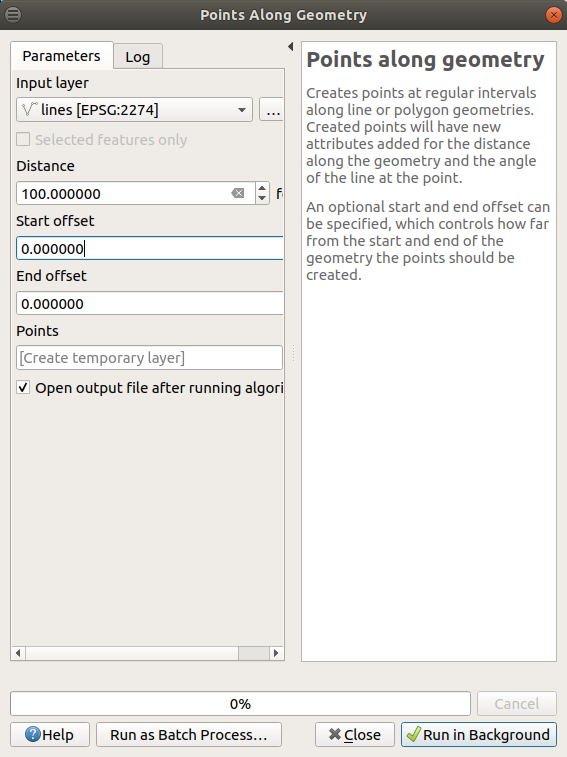 Points Along Geometry
Parameters
Log
Input layer
lines [EPSG:2274]
...
Selected features only
Distance
100.000000
Start offset
0.000000
End offset
0.000000
Points
[Create temporary layer]
Open output file after running algori
Points along geometry
Creates points at regular intervals
along line or polygon geometries.
Created points will have new
attributes added for the distance
along the geometry and the angle
of the line at the point.
An optional start and end offset can
be specified, which controls how far
from the start and end of the
geometry the points should be
created.
0%
Cancel
Help
Run as Batch Process...
Close
Run in Background